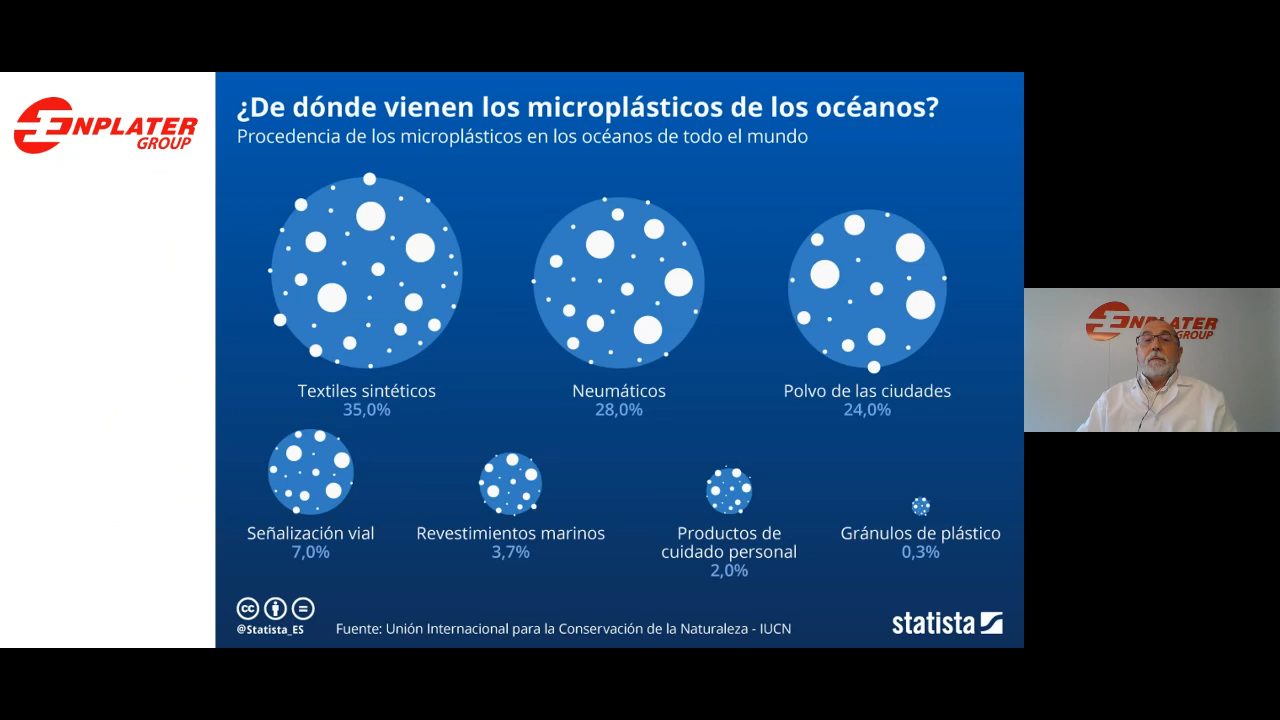 ENPLATER
GROUP
¿De dónde vienen los microplásticos de los océanos?
Procedencia de los microplásticos en los océanos de todo el mundo
Textiles sintéticos
35,0%
Neumáticos
28,0%
Polvo de las ciudades
24,0%
Señalización vial
7,0%
Revestimientos marinos
3,7%
Productos de
cuidado personal
2,0%
Gránulos de plástico
0,3%
cc
@Statista_ES
Fuente: Unión Internacional para la Conservación de la Naturaleza - IUCN
statista
ENPLATER
GROUP